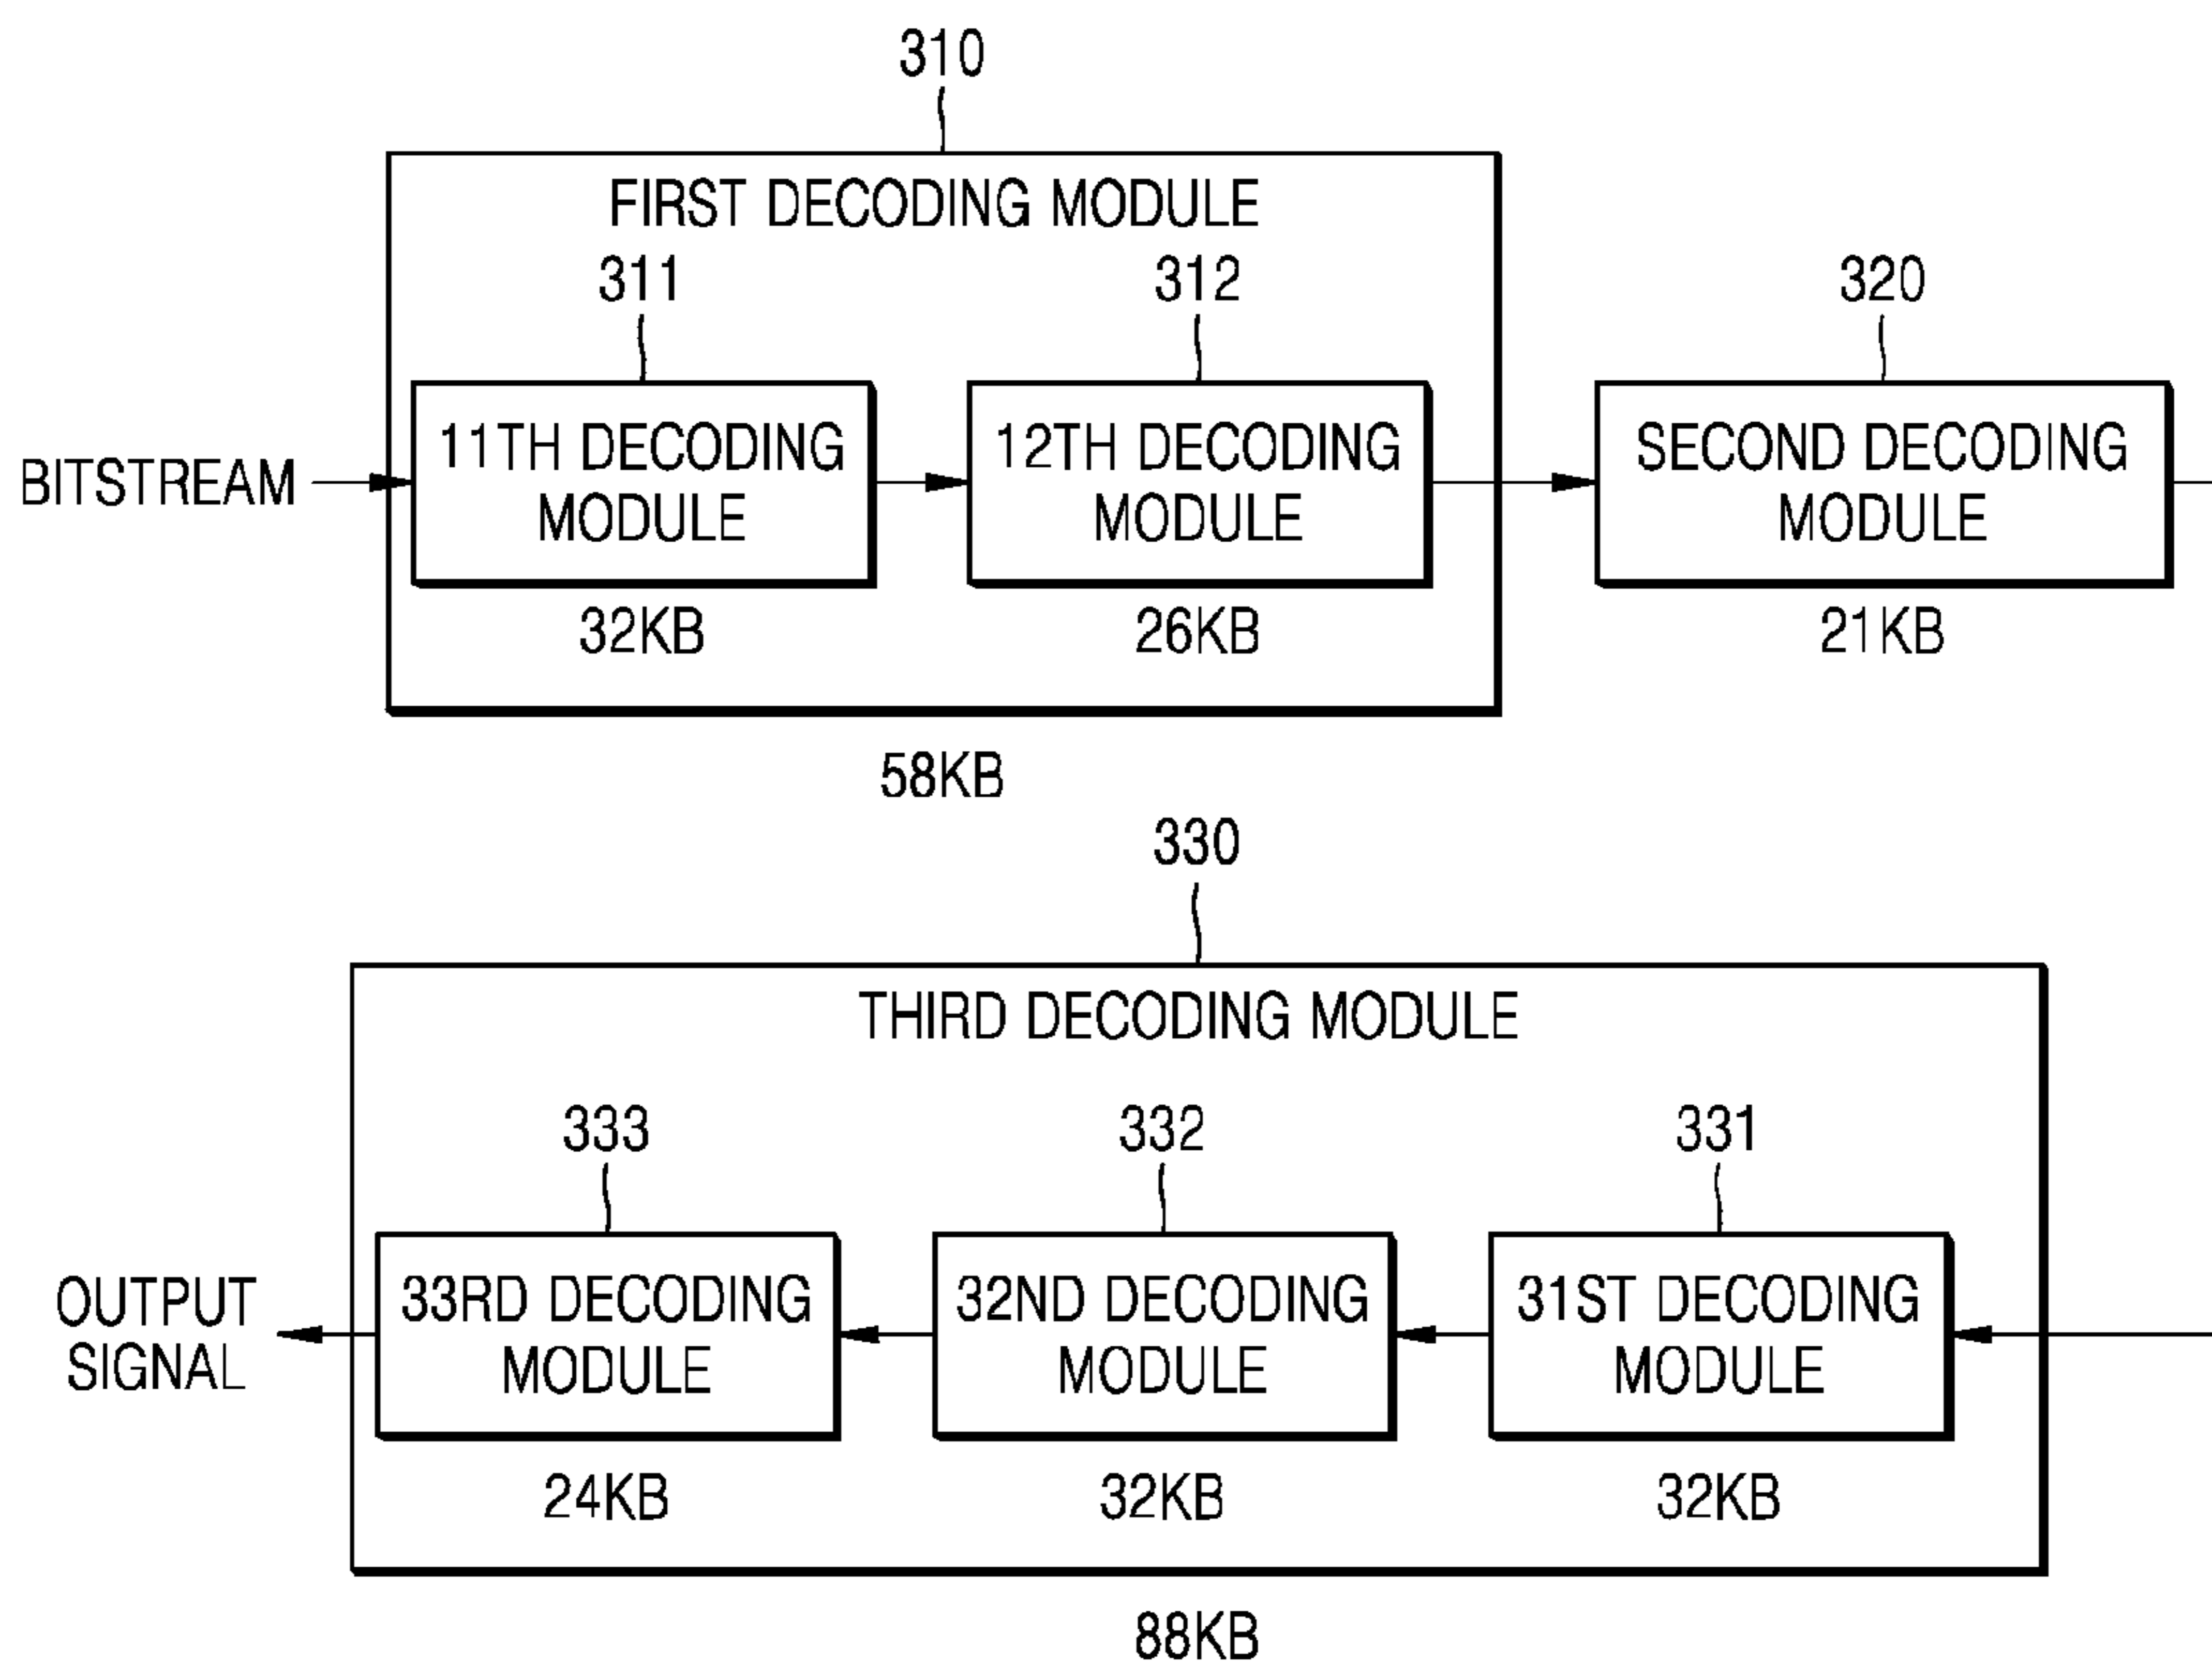 310
FIRST DECODING MODULE
311
312
320
BITSTREAM
11TH DECODING
MODULE
12TH DECODING
MODULE
SECOND DECODING
MODULE
32KB
26KB
21KB
58KB
330
THIRD DECODING MODULE
333
332
331
OUTPUT
SIGNAL
33RD DECODING
MODULE
32ND DECODING
MODULE
31ST DECODING
MODULE
24KB
32KB
32KB
88KB